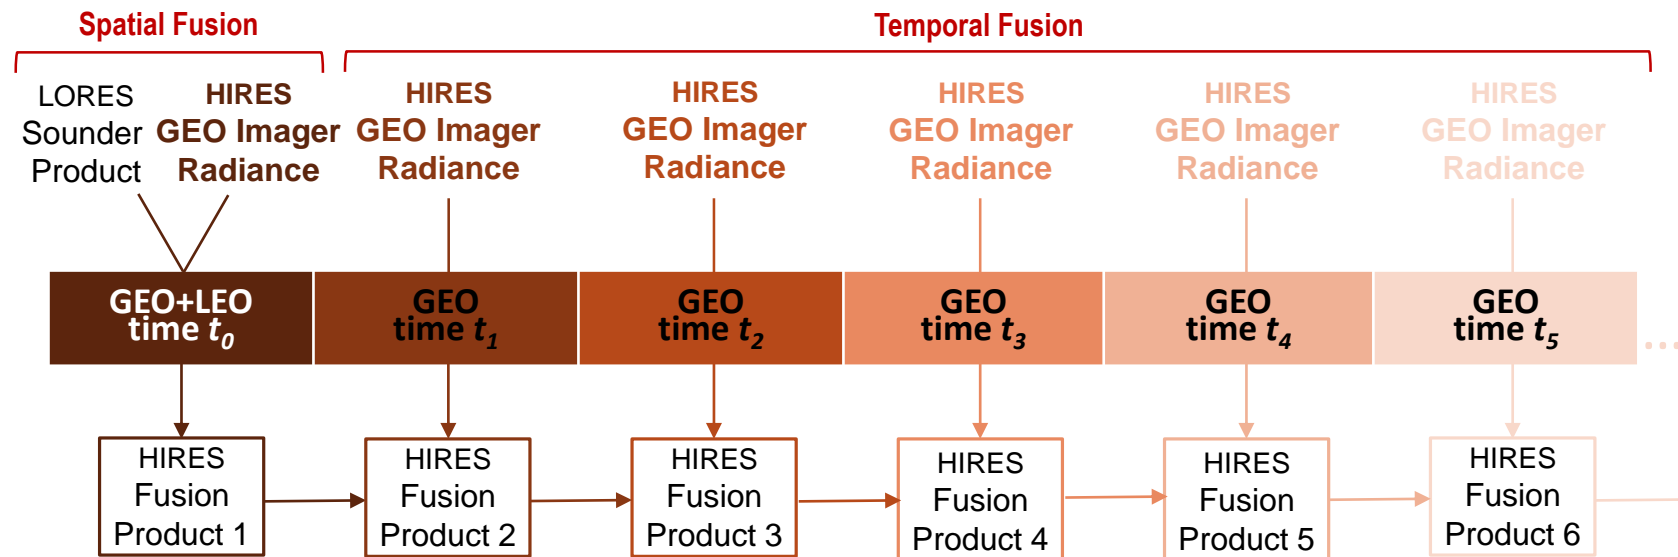 Spatial Fusion
Temporal Fusion
LORES
Sounder
Product
HIRES
GEO Imager
Radiance
HIRES
GEO Imager
Radiance
HIRES
GEO Imager
Radiance
HIRES
GEO Imager
Radiance
HIRES
GEO Imager
Radiance
HIRES
GEO Imager
Radiance
GEO+LEO
time t0
GEO
time t1
GEO
time t2
GEO
time t3
GEO
time t4
GEO
time t5
...
HIRES
Fusion
Product 1
HIRES
Fusion
Product 2
HIRES
Fusion
Product 3
HIRES
Fusion
Product 4
HIRES
Fusion
Product 5
HIRES
Fusion
Product 6